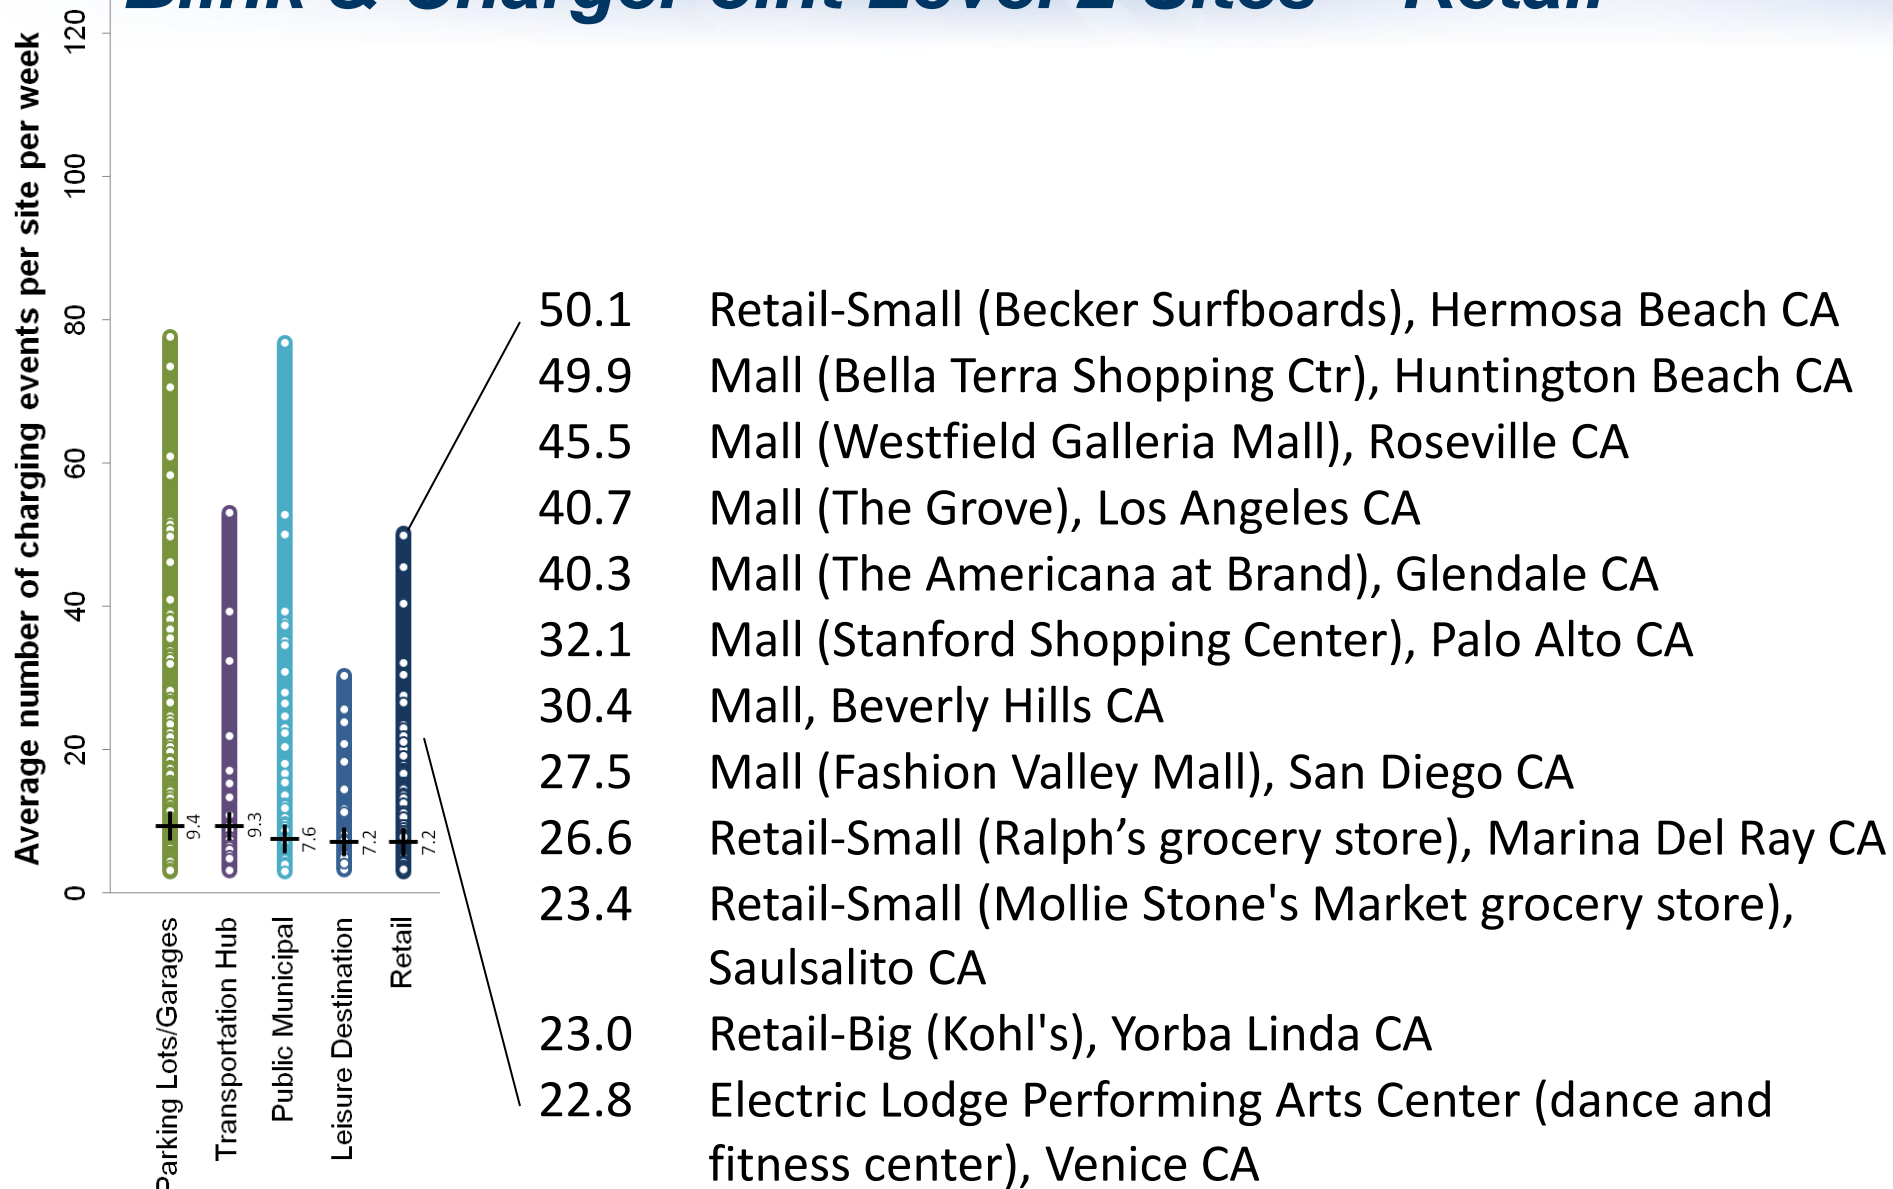 Blink & ChargePoint Level 2 Sites – Retail
Average number of charging events per site per week
120
100
80
60
40
20
0
9.4
9.3
7.6
7.2
7.2
Parking Lots/Garages
Transportation Hub
Public Municipal
Leisure Destination
Retail
50.1 Retail-Small (Becker Surfboards), Hermosa Beach CA
49.9 Mall (Bella Terra Shopping Ctr), Huntington Beach CA
45.5 Mall (Westfield Galleria Mall), Roseville CA
40.7 Mall (The Grove), Los Angeles CA
40.3 Mall (The Americana at Brand), Glendale CA
32.1 Mall (Stanford Shopping Center), Palo Alto CA
30.4 Mall, Beverly Hills CA
27.5 Mall (Fashion Valley Mall), San Diego CA
26.6 Retail-Small (Ralph’s grocery store), Marina Del Ray CA
23.4 Retail-Small (Mollie Stone's Market grocery store),
Saulsalito CA
23.0 Retail-Big (Kohl's), Yorba Linda CA
22.8 Electric Lodge Performing Arts Center (dance and
fitness center), Venice CA